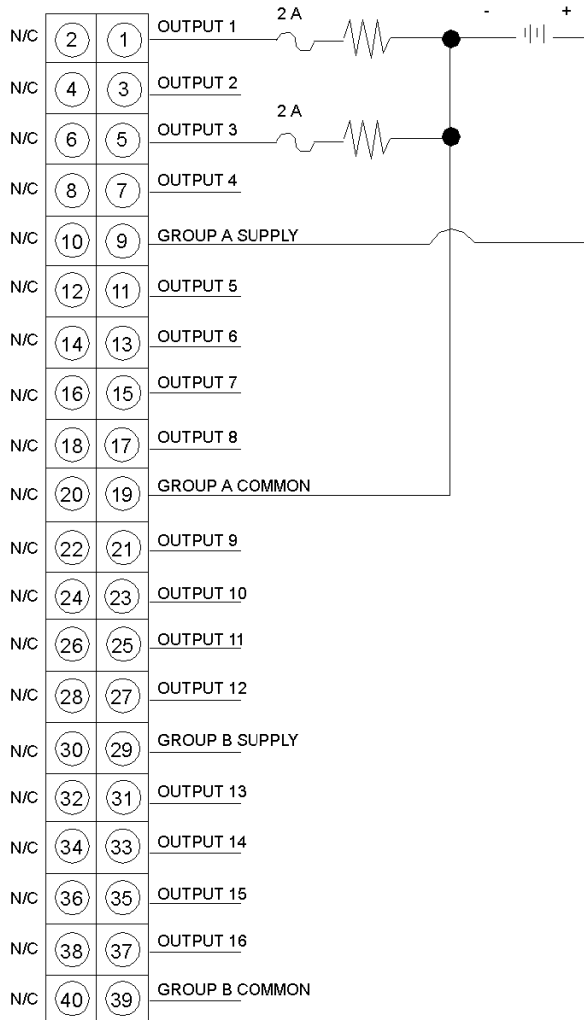 2 A - +
N/C 2 1 OUTPUT 1
N/C 4 3 OUTPUT 2
2 A
N/C 6 5 OUTPUT 3
N/C 8 7 OUTPUT 4
N/C 10 9 GROUP A SUPPLY
N/C 12 11 OUTPUT 5
N/C 14 13 OUTPUT 6
N/C 16 15 OUTPUT 7
N/C 18 17 OUTPUT 8
N/C 20 19 GROUP A COMMON
N/C 22 21 OUTPUT 9
N/C 24 23 OUTPUT 10
N/C 26 25 OUTPUT 11
N/C 28 27 OUTPUT 12
N/C 30 29 GROUP B SUPPLY
N/C 32 31 OUTPUT 13
N/C 34 33 OUTPUT 14
N/C 36 35 OUTPUT 15
N/C 38 37 OUTPUT 16
N/C 40 39 GROUP B COMMON